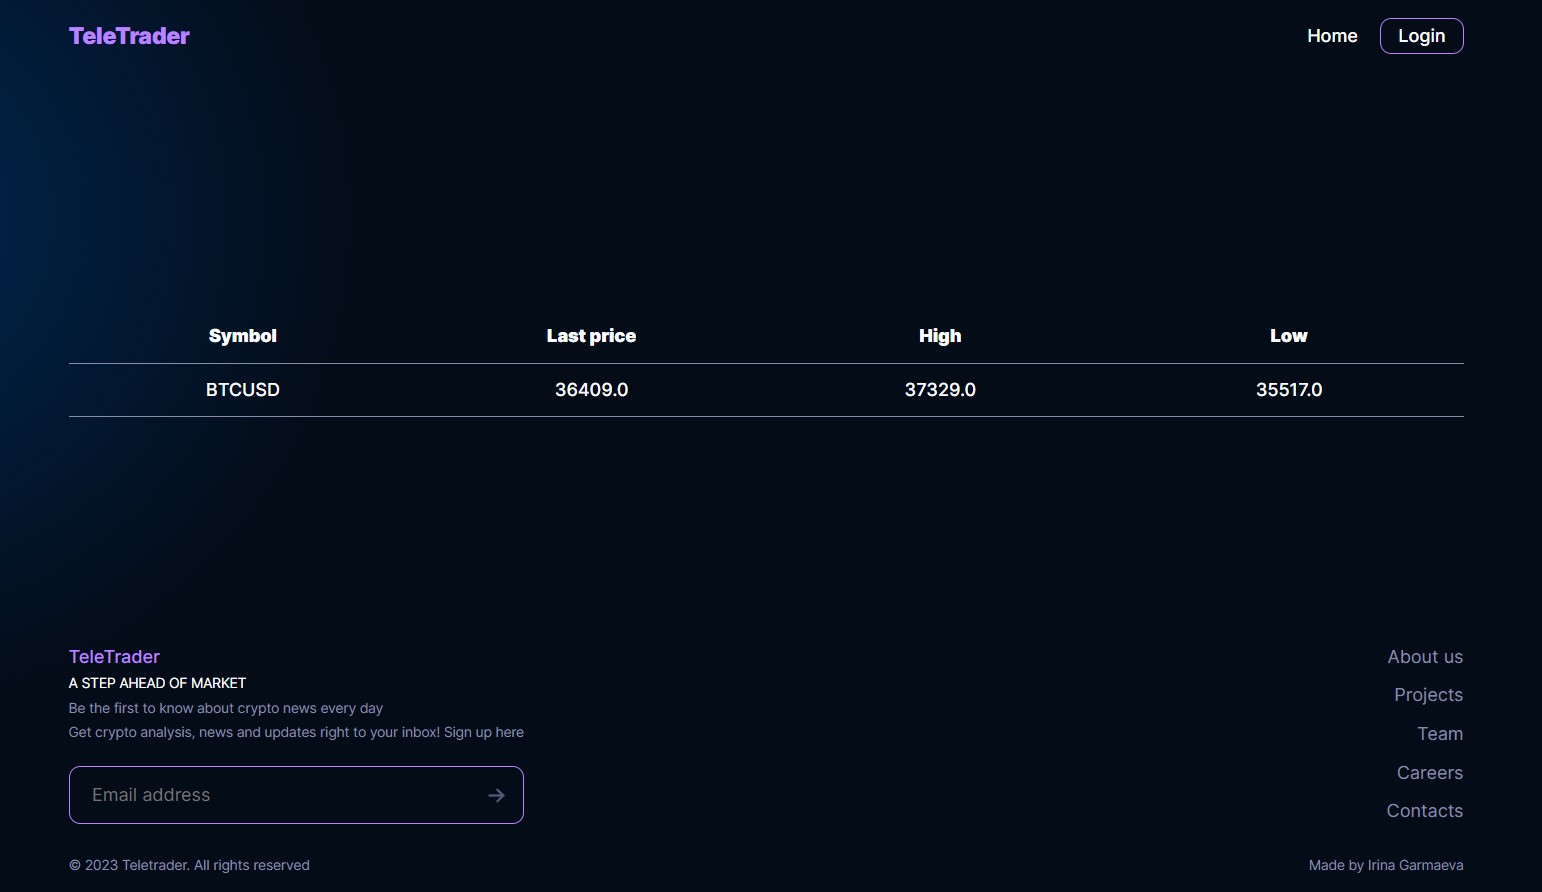 TeleTrader
Home Login
Symbol Last price High Low
BTCUSD 36409.0 37329.0 35517.0
TeleTrader
A STEP AHEAD OF MARKET
Be the first to know about crypto news every day
Get crypto analysis, news and updates right to your inbox! Sign up here
Email address
About us
Projects
Team
Careers
Contacts
© 2023 Teletrader. All rights reserved
Made by Irina Garmaeva